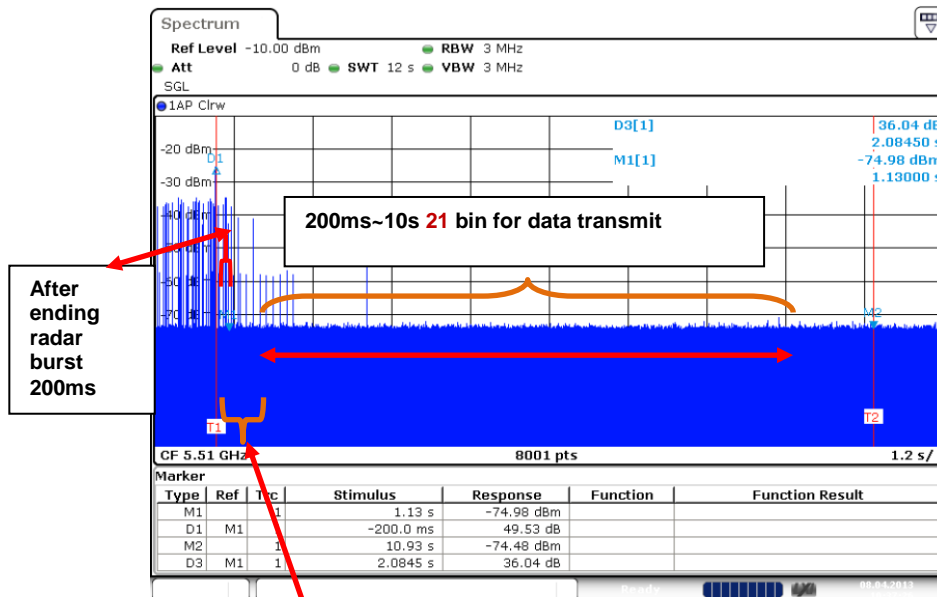 Spectrum
Ref Level -10.00 dBm RBW 3 MHz
Att 0 dB SWT 12 s VBW 3 MHz
SGL
1AP Clrw
D3[1] 36.04 dB
2.08450 s
M1[1] -74.98 dBm
1.13000 s
-20 dBm
D1
-30 dBm
200ms~10s 21 bin for data transmit
After
ending
radar
burst
200ms
M2
T1
T2
CF 5.51 GHz 8001 pts 1.2 s/
Marker
Type Ref Trc Stimulus Response Function Function Result
M1 1 1.13 s -74.98 dBm
D1 M1 -200.0 ms 49.53 dB
M2 1 10.93 s -74.48 dBm
D3 M1 1 2.0845 s 36.04 dB
Ready
08.04.2013